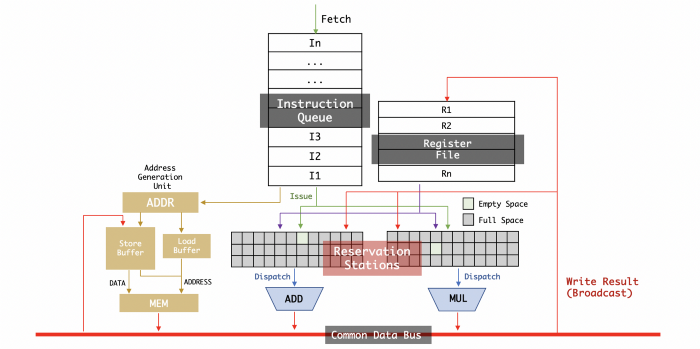 Fetch
In
...
...
Instruction
Queue
I3
I2
I1
R1
R2
Register
File
Rn
Address
Generation
Unit
ADDR
Issue
Empty Space
Full Space
Store
Buffer
Load
Buffer
Reservation
Stations
DATA
ADDRESS
Dispatch
Dispatch
MEM
ADD
MUL
Write Result
(Broadcast)
Common Data Bus